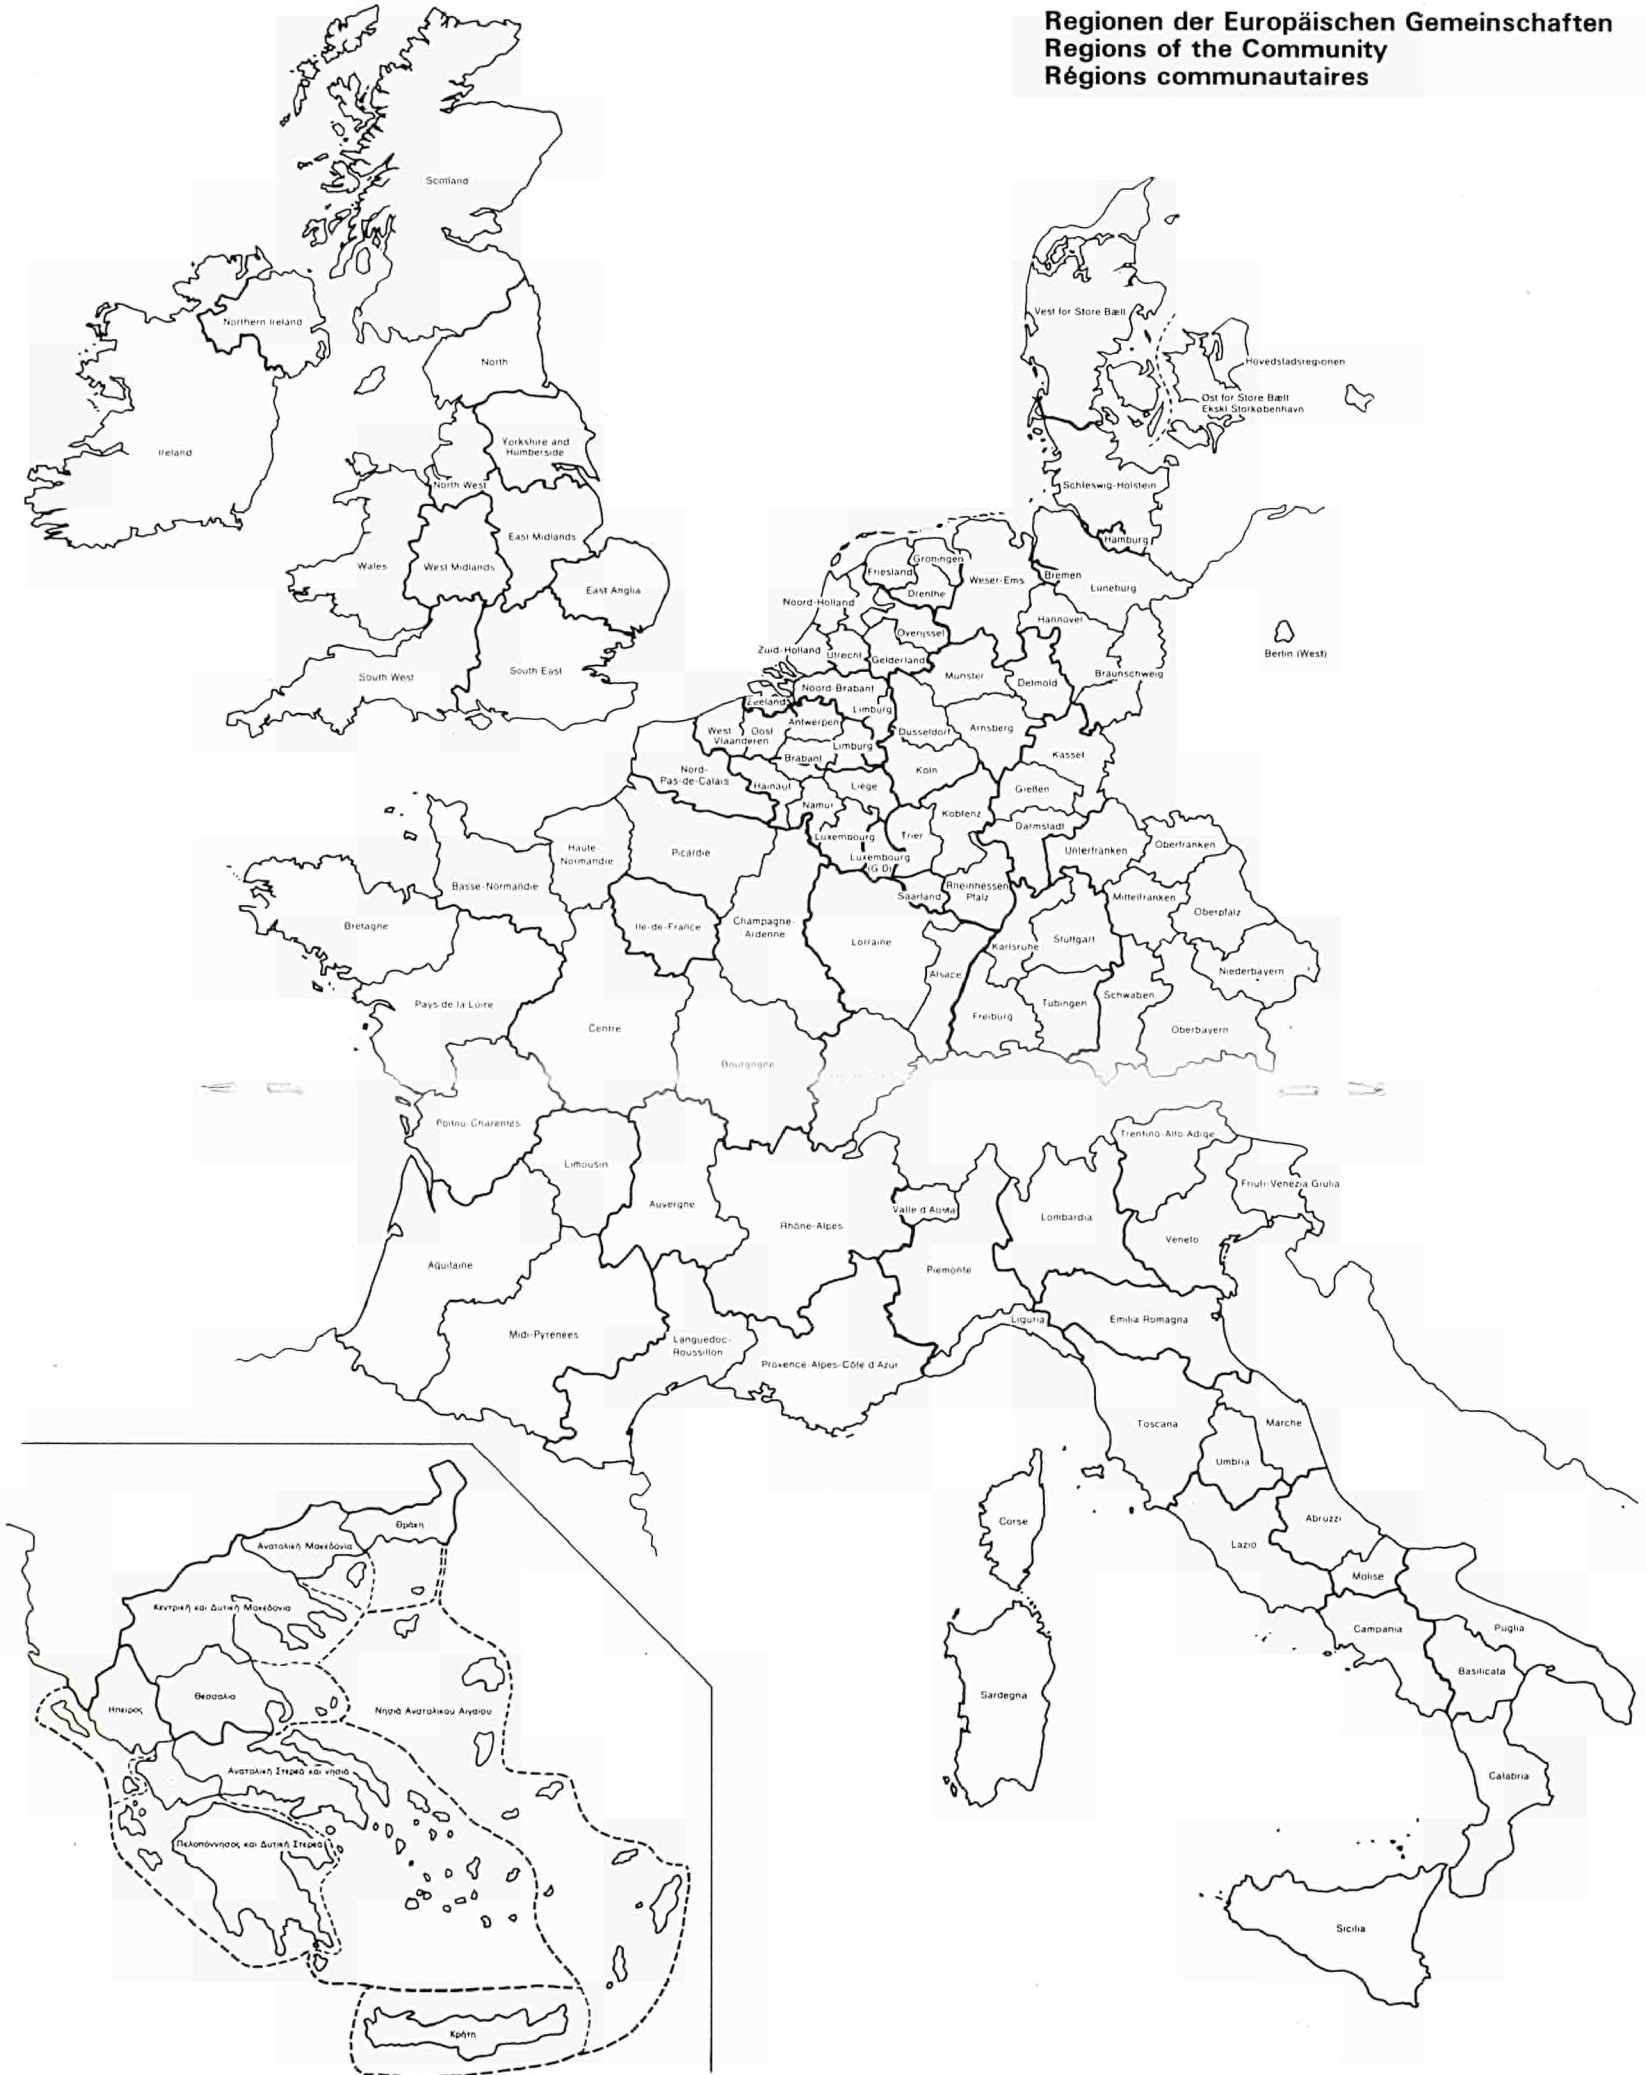 Regionen der Europäischen Gemeinschaften
Regions of the Community
Régions communautaires
Scotland
Northern Ireland
North
Ireland
Yorkshire and
Humberside
North West
East Midlands
Wales
West Midlands
East Anglia
South West
South East
Vest for Store Bælt
Hovedstadsregionen
Ost for Store Bælt
Ekskl Storkøbenhavn
Schleswig-Holstein
Hamburg
Groningen
Friesland
Weser-Ems
Bremen
Luneburg
Drenthe
Noord-Holland
Hannover
Overijssel
Zuid-Holland
Utrecht
Gelderland
Berlin (West)
Munster
Detmold
Braunschweig
Noord-Brabant
Zeeland
Limburg
Antwerpen
West
Vlaanderen
Oost
Dusseldorf
Arnsberg
Limburg
Brabant
Kassel
Nord-
Pas-de-Calais
Koln
Hainaut
Liège
Gießen
Namur
Koblenz
Darmstadt
Luxembourg
Trier
Unterfranken
Oberfranken
Haute-
Normandie
Picardie
Luxembourg
(G D)
Basse-Normandie
Saarland
Rheinhessen
Pfalz
Mittelfranken
Oberpfalz
Bretagne
Ile-de-France
Champagne-
Ardenne
Lorraine
Karlsruhe
Stuttgart
Alsace
Niederbayern
Pays de la Loire
Tubingen
Schwaben
Freiburg
Oberbayern
Centre
Bourgogne
Poitou-Charentes
Trentino-Alto Adige
Limousin
Friuli-Venezia Giulia
Auvergne
Valle d'Aosta
Rhône-Alpes
Lombardia
Veneto
Aquitaine
Piemonte
Liguria
Emilia Romagna
Midi-Pyrénées
Languedoc-
Roussillon
Provence-Alpes-Côte d'Azur
Toscana
Marche
Umbria
Corse
Abruzzi
Lazio
Molise
Campania
Puglia
Basilicata
Sardegna
Calabria
Sicilia
Θράκη
Ανατολική Μακεδονία
Κεντρική και Δυτική Μακεδονία
Θεσσαλία
Ηπειρος
Νησιά Ανατολικού Αιγαίου
Ανατολική Στερεά και νησιά
Πελοπόννησος και Δυτική Στερεά
Κρήτη